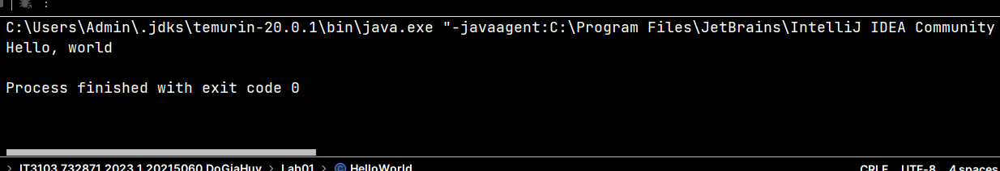 C:\Users\Admin\.jdks\temurin-20.0.1\bin\java.exe "-javaagent:C:\Program Files\JetBrains\IntelliJ IDEA Community
Hello, world
Process finished with exit code 0
IT3103.732871.2023.1.20215060.DoGiaHuy > Lab01 > HelloWorld CRLF UTF-8 4 spaces